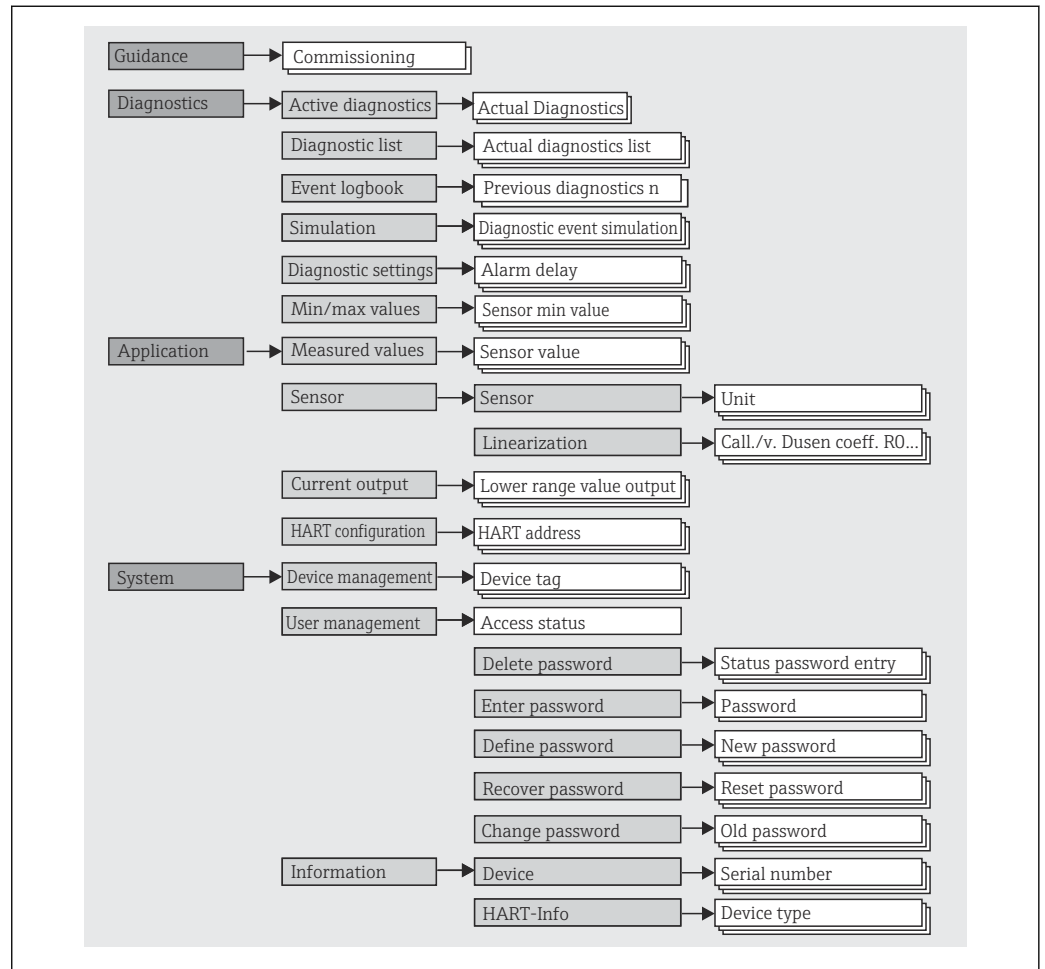 Guidance
Commissioning
Diagnostics
Active diagnostics
Actual Diagnostics
Diagnostic list
Actual diagnostics list
Event logbook
Previous diagnostics n
Simulation
Diagnostic event simulation
Diagnostic settings
Alarm delay
Min/max values
Sensor min value
Application
Measured values
Sensor value
Sensor
Sensor
Unit
Linearization
Call./v. Dusen coeff. R0...
Current output
Lower range value output
HART configuration
HART address
System
Device management
Device tag
User management
Access status
Delete password
Status password entry
Enter password
Password
Define password
New password
Recover password
Reset password
Change password
Old password
Information
Device
Serial number
HART-Info
Device type